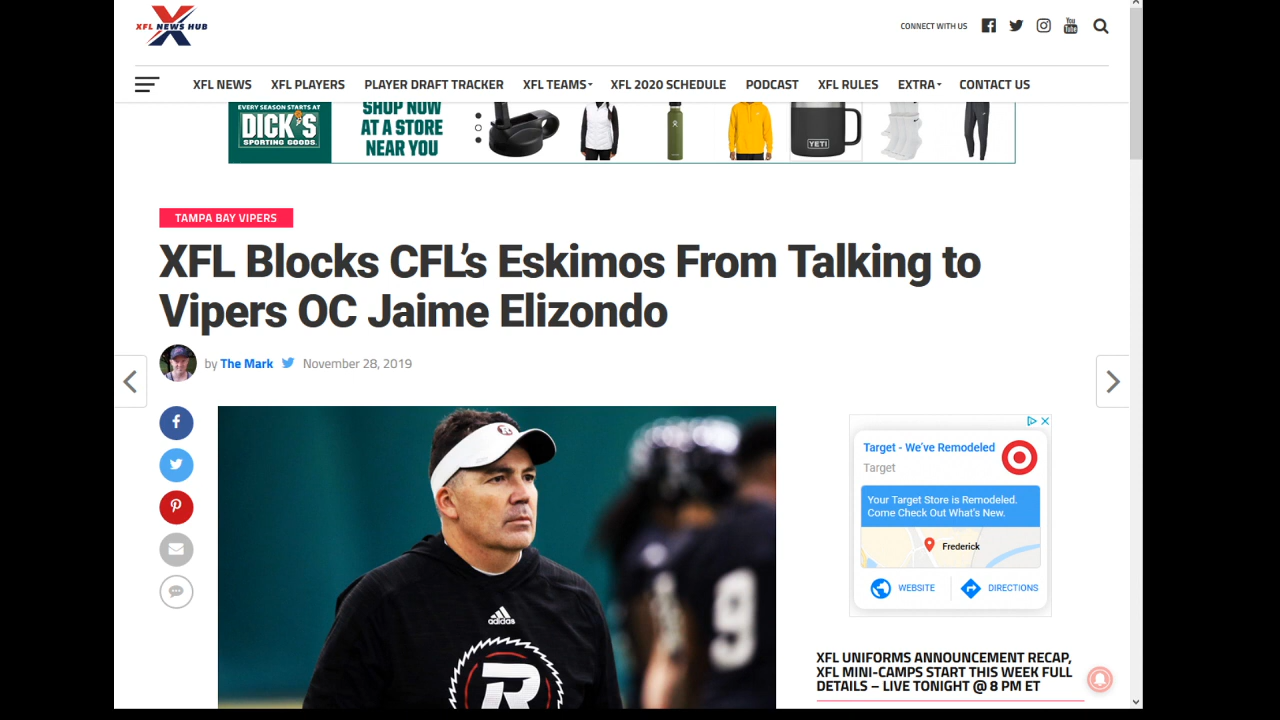 XFL NEWS HUB
CONNECT WITH US
You
Tube
XFL NEWS
XFL PLAYERS
PLAYER DRAFT TRACKER
XFL TEAMS
XFL 2020 SCHEDULE
PODCAST
XFL RULES
EXTRA
CONTACT US
EVERY SEASON STARTS AT
DICK'S
SPORTING GOODS.
SHOP NOW
AT A STORE
NEAR YOU
YETI
TAMPA BAY VIPERS
XFL Blocks CFL's Eskimos From Talking to
Vipers OC Jaime Elizondo
by The Mark November 28, 2019
adidas
R
9
Target - We've Remodeled
Target
Your Target Store is Remodeled.
Come Check Out What's New.
Frederick
WEBSITE
DIRECTIONS
XFL UNIFORMS ANNOUNCEMENT RECAP,
XFL MINI-CAMPS START THIS WEEK FULL
DETAILS – LIVE TONIGHT @ 8 PM ET